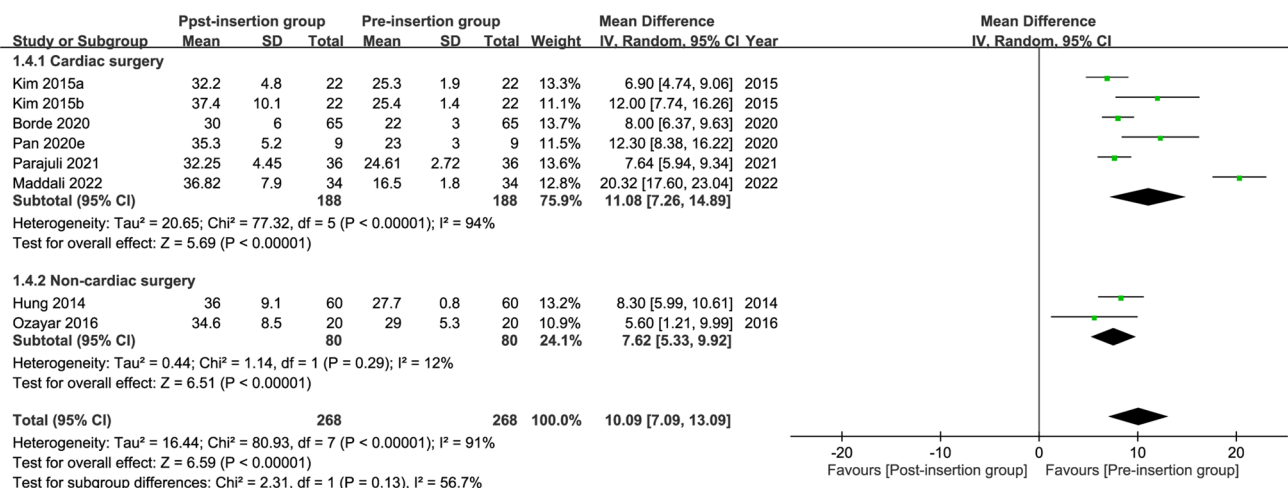 Ppst-insertion group Pre-insertion group Mean Difference Mean Difference
Study or Subgroup Mean SD Total Mean SD Total Weight IV, Random, 95% CI Year IV, Random, 95% CI
1.4.1 Cardiac surgery
Kim 2015a 32.2 4.8 22 25.3 1.9 22 13.3% 6.90 [4.74, 9.06] 2015
Kim 2015b 37.4 10.1 22 25.4 1.4 22 11.1% 12.00 [7.74, 16.26] 2015
Borde 2020 30 6 65 22 3 65 13.7% 8.00 [6.37, 9.63] 2020
Pan 2020e 35.3 5.2 9 23 3 9 11.5% 12.30 [8.38, 16.22] 2020
Parajuli 2021 32.25 4.45 36 24.61 2.72 36 13.6% 7.64 [5.94, 9.34] 2021
Maddali 2022 36.82 7.9 34 16.5 1.8 34 12.8% 20.32 [17.60, 23.04] 2022
Subtotal (95% CI) 188 188 75.9% 11.08 [7.26, 14.89]
Heterogeneity: Tau² = 20.65; Chi² = 77.32, df = 5 (P < 0.00001); I² = 94%
Test for overall effect: Z = 5.69 (P < 0.00001)
1.4.2 Non-cardiac surgery
Hung 2014 36 9.1 60 27.7 0.8 60 13.2% 8.30 [5.99, 10.61] 2014
Ozayar 2016 34.6 8.5 20 29 5.3 20 10.9% 5.60 [1.21, 9.99] 2016
Subtotal (95% CI) 80 80 24.1% 7.62 [5.33, 9.92]
Heterogeneity: Tau² = 0.44; Chi² = 1.14, df = 1 (P = 0.29); I² = 12%
Test for overall effect: Z = 6.51 (P < 0.00001)
Total (95% CI) 268 268 100.0% 10.09 [7.09, 13.09]
Heterogeneity: Tau² = 16.44; Chi² = 80.93, df = 7 (P < 0.00001); I² = 91%
Test for overall effect: Z = 6.59 (P < 0.00001)
Test for subgroup differences: Chi² = 2.31, df = 1 (P = 0.13), I² = 56.7%
-20 -10 0 10 20
Favours [Post-insertion group] Favours [Pre-insertion group]